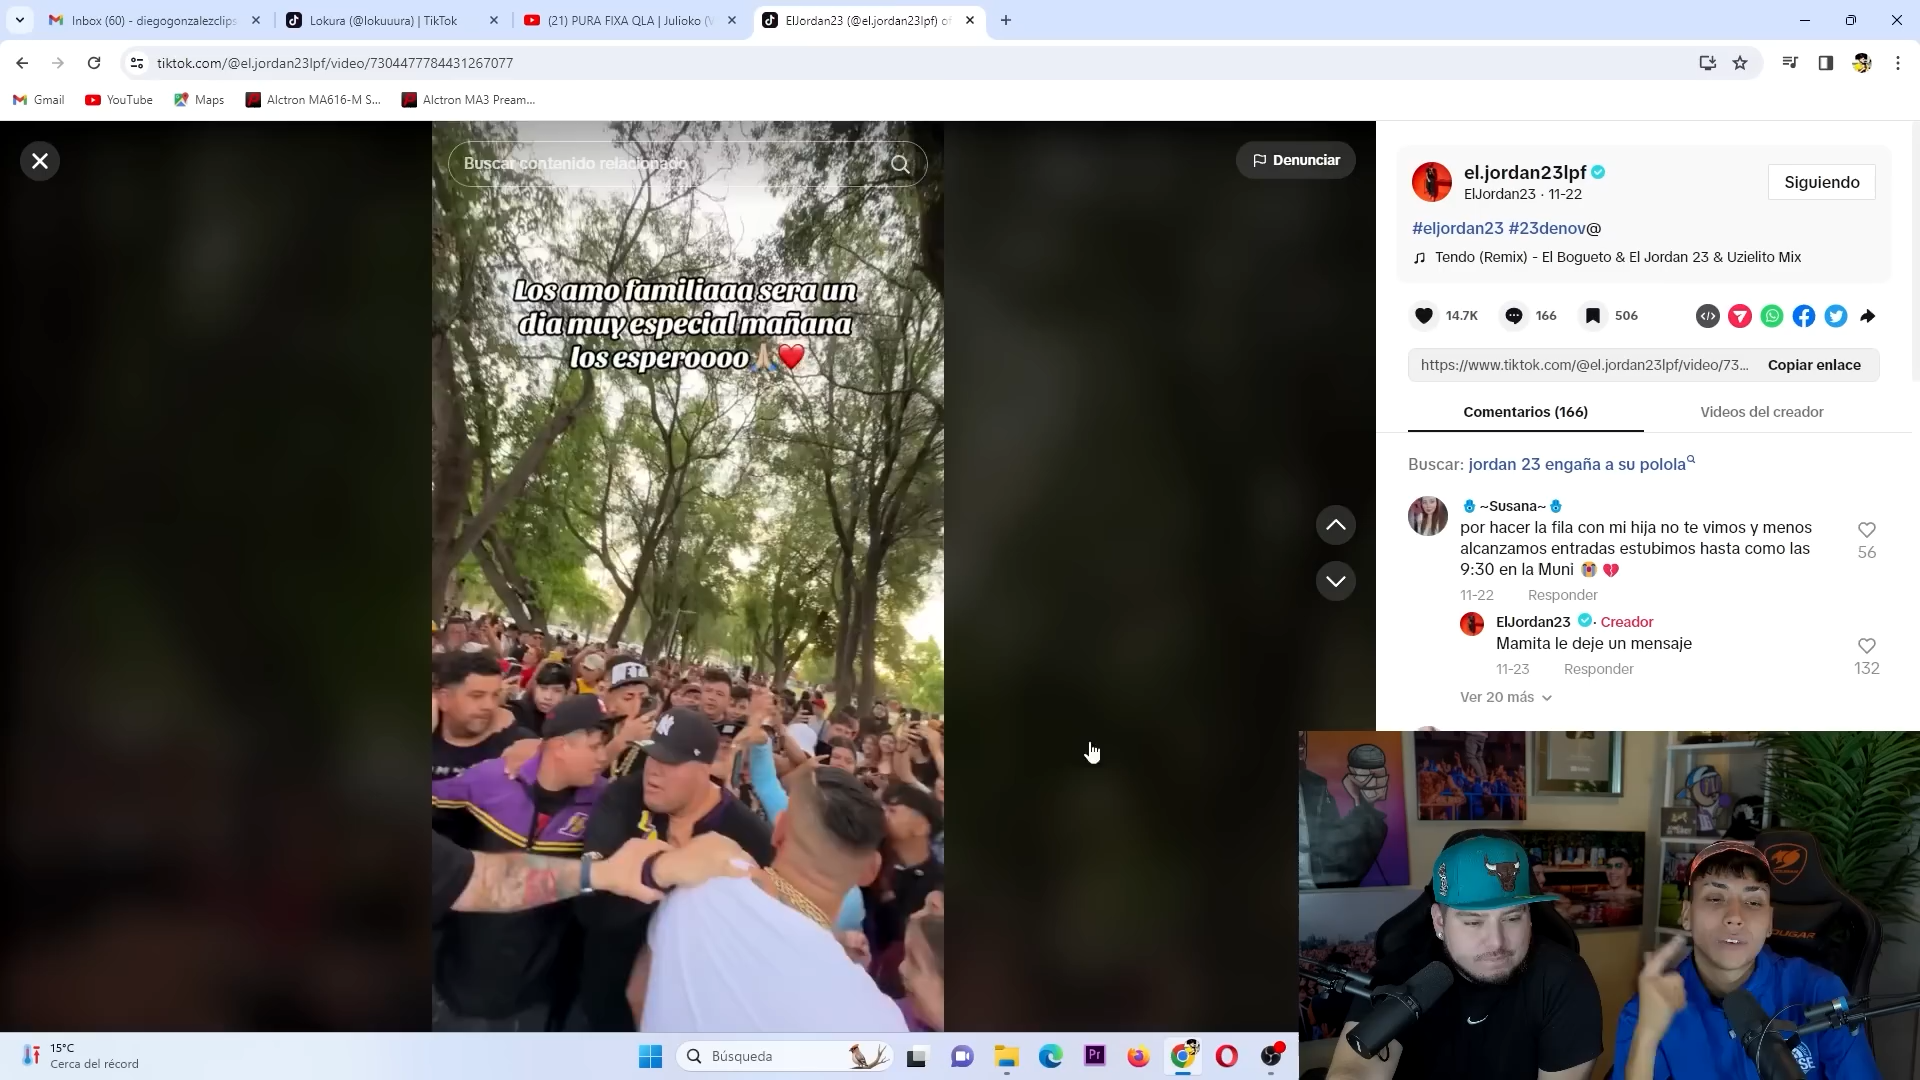 Inbox (60) - diegogonzalezclips
Lokura (@lokuuura) | TikTok
(21) PURA FIXA QLA | Julioko (
ElJordan23 (@el.jordan23lpf)
tiktok.com/@el.jordan23lpf/video/7304477784431267077
Gmail
YouTube
Maps
Alctron MA616-M S...
Alctron MA3 Pream...
Buscar contenido relacionado
Denunciar
Los amo familiaaa sera un
dia muy especial mañana
los esperoooo🙏🏼❤️
el.jordan23lpf
ElJordan23 · 11-22
Siguiendo
#eljordan23 #23denov@
Tendo (Remix) - El Bogueto & El Jordan 23 & Uzielito Mix
14.7K
166
506
https://www.tiktok.com/@el.jordan23lpf/video/73...
Copiar enlace
Comentarios (166)
Videos del creador
Buscar: jordan 23 engaña a su polola
~Susana~
por hacer la fila con mi hija no te vimos y menos
alcanzamos entradas estubimos hasta como las
9:30 en la Muni 😭 💔
56
11-22
Responder
ElJordan23 · Creador
Mamita le deje un mensaje
11-23
Responder
132
Ver 20 más
COUGAR
15°C
Cerca del récord
Búsqueda
Pr